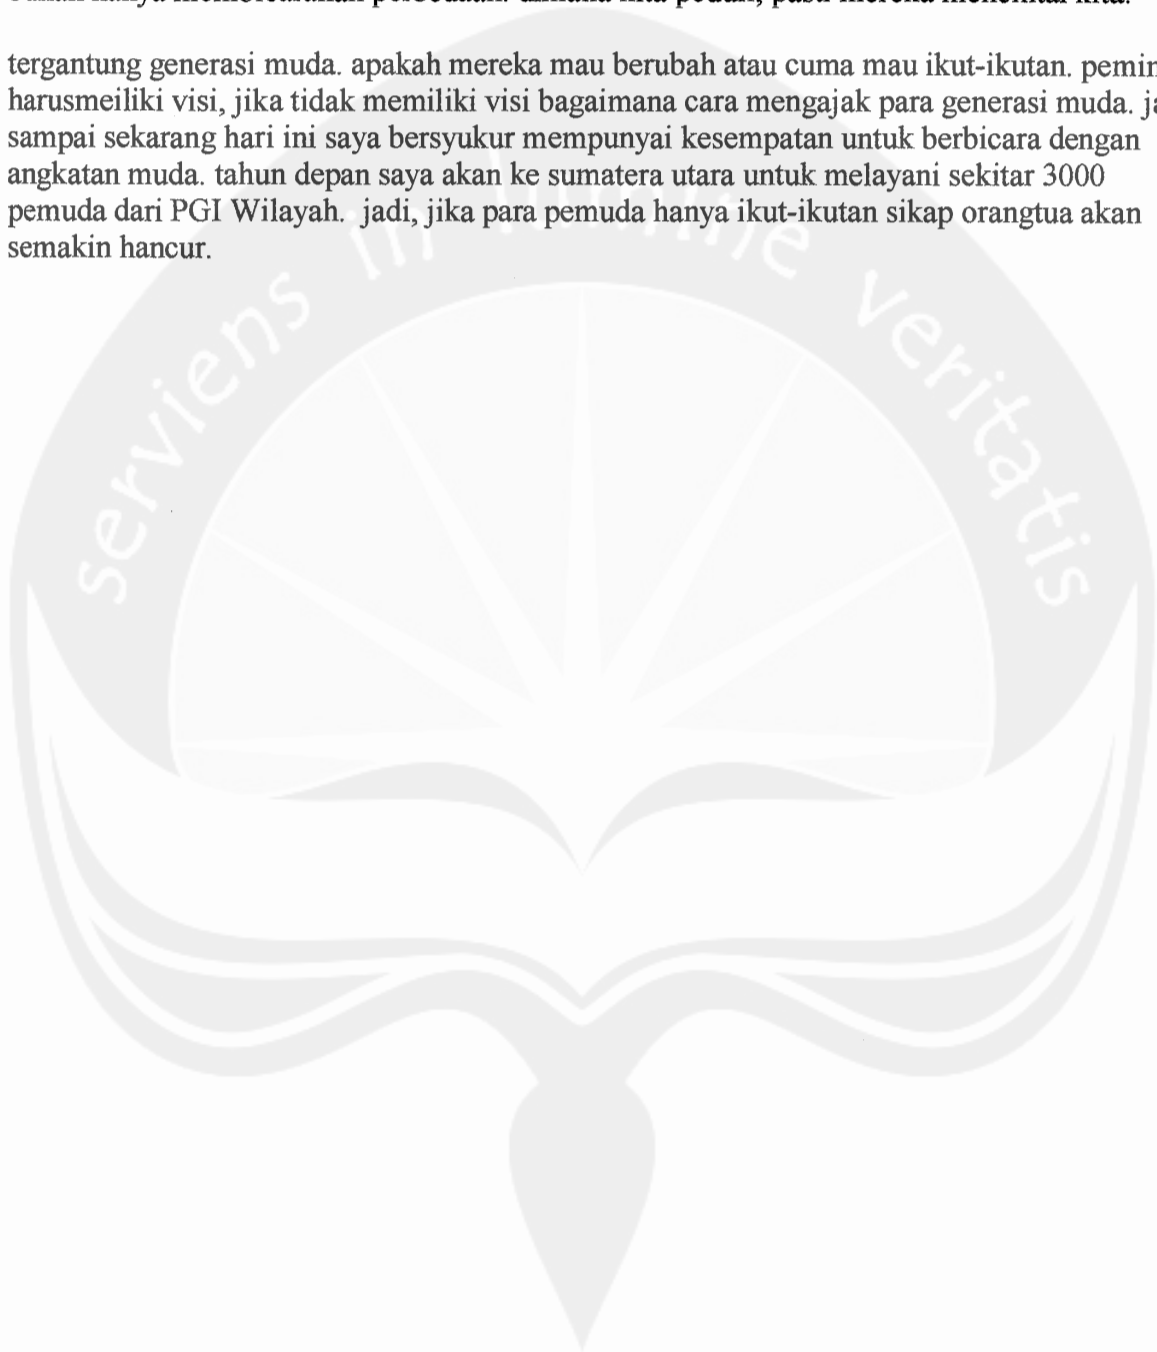 tergantung generasi muda. apakah mereka mau berubah atau cuma mau ikut-ikutan. pemim
harusmeiliki visi, jika tidak memiliki visi bagaimana cara mengajak para generasi muda. ja
sampai sekarang hari ini saya bersyukur mempunyai kesempatan untuk berbicara dengan
angkatan muda. tahun depan saya akan ke sumatera utara untuk melayani sekitar 3000
pemuda dari PGI Wilayah. jadi, jika para pemuda hanya ikut-ikutan sikap orangtua akan
semakin hancur.
serviens in lumine veritatis